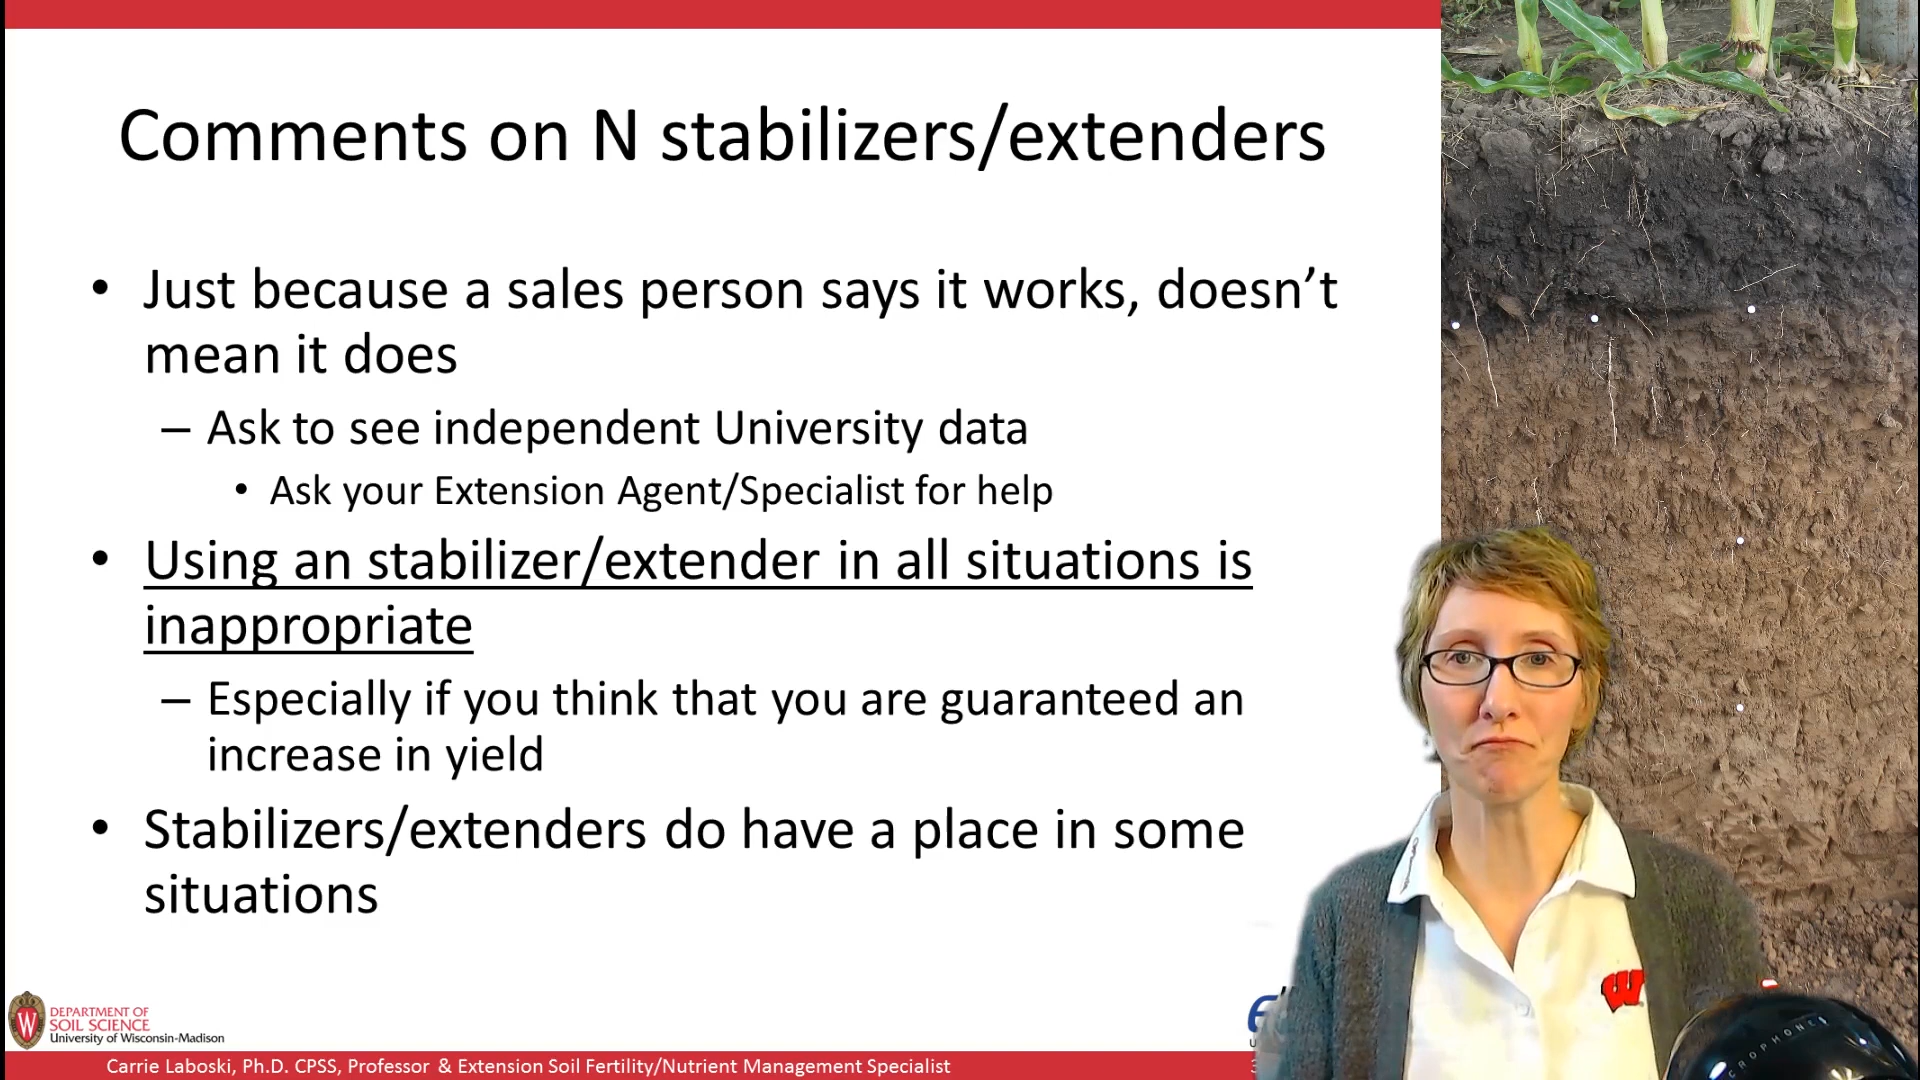 Comments on N stabilizers/extenders
• Just because a sales person says it works, doesn’t
mean it does
– Ask to see independent University data
• Ask your Extension Agent/Specialist for help
• Using an stabilizer/extender in all situations is
inappropriate
– Especially if you think that you are guaranteed an
increase in yield
• Stabilizers/extenders do have a place in some
situations
W
W
DEPARTMENT OF
SOIL SCIENCE
University of Wisconsin-Madison
Carrie Laboski, Ph.D. CPSS, Professor & Extension Soil Fertility/Nutrient Management Specialist